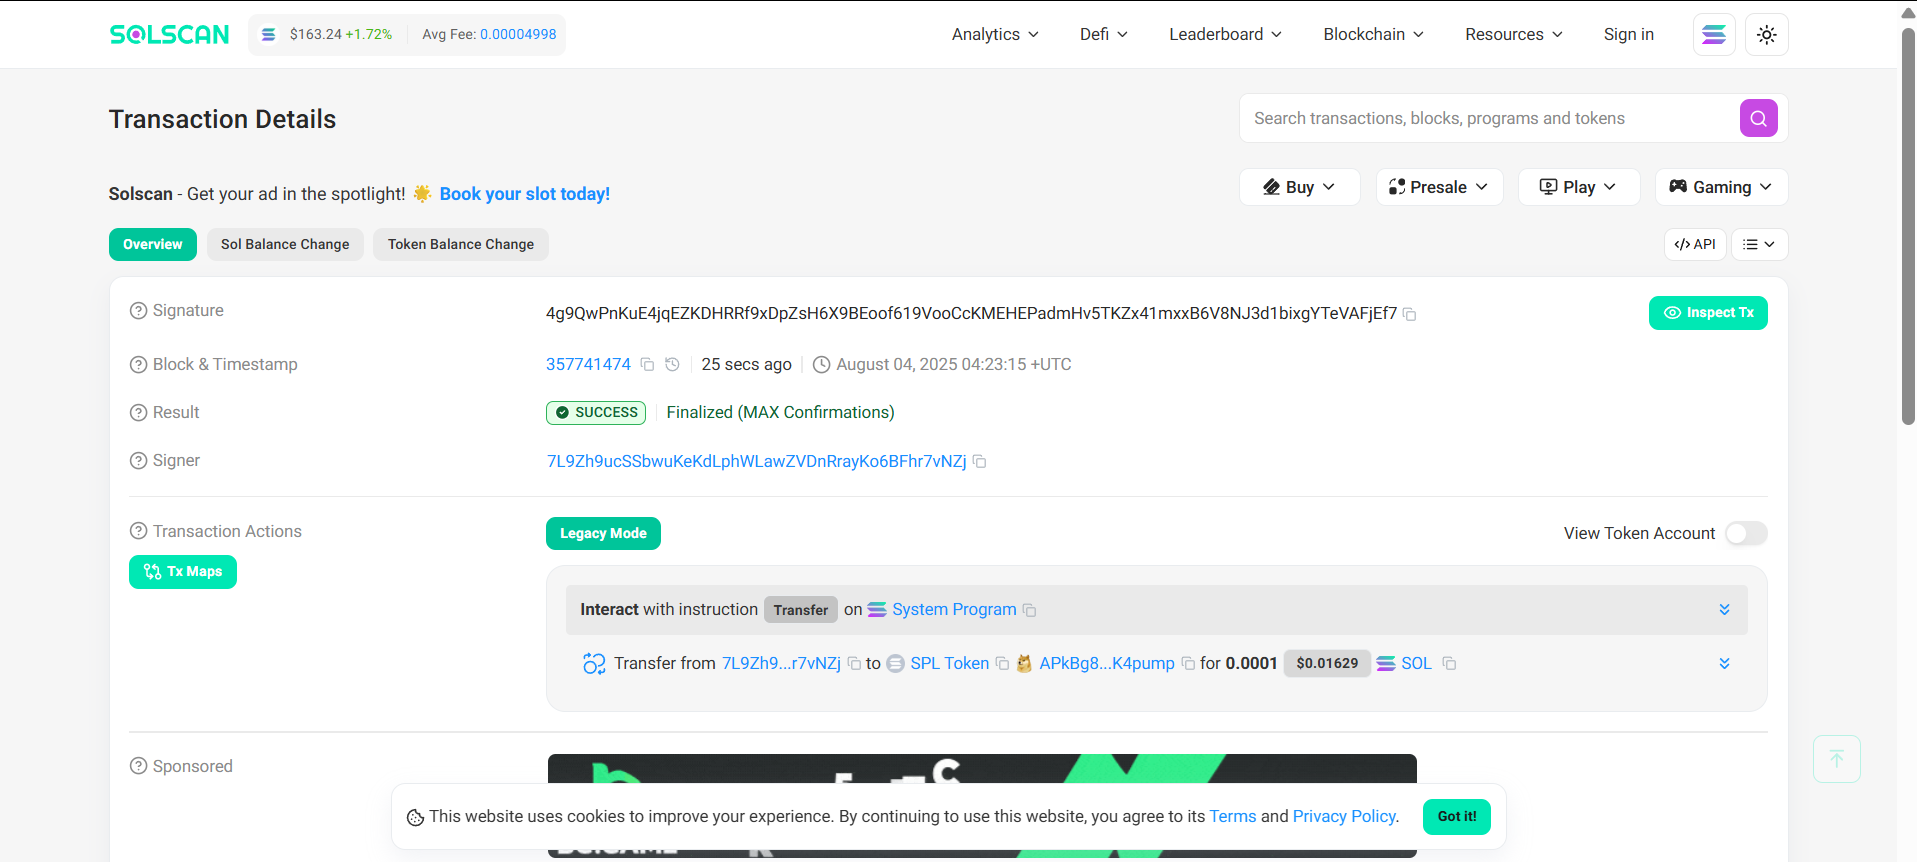 SOLSCAN $163.24 +1.72% Avg Fee: 0.00004998 Analytics Defi Leaderboard Blockchain Resources Sign in
Transaction Details
Search transactions, blocks, programs and tokens
Solscan - Get your ad in the spotlight! Book your slot today!
Buy Presale Play Gaming
Overview Sol Balance Change Token Balance Change
</> API
Signature
4g9QwPnKuE4jqEZKDHRRf9xDpZsH6X9BEoof619VooCcKMEHEPadmHv5TKZx41mxxB6V8NJ3d1bixgYTeVAFjEf7
Inspect Tx
Block & Timestamp
357741474 25 secs ago August 04, 2025 04:23:15 +UTC
Result
SUCCESS Finalized (MAX Confirmations)
Signer
7L9Zh9ucSSbwuKeKdLphWLawZVDnRrayKo6BFhr7vNZj
Transaction Actions
Legacy Mode
View Token Account
Tx Maps
Interact with instruction Transfer on System Program
Transfer from 7L9Zh9...r7vNZj to SPL Token APkBg8...K4pump for 0.0001 $0.01629 SOL
Sponsored
This website uses cookies to improve your experience. By continuing to use this website, you agree to its Terms and Privacy Policy.
Got it!